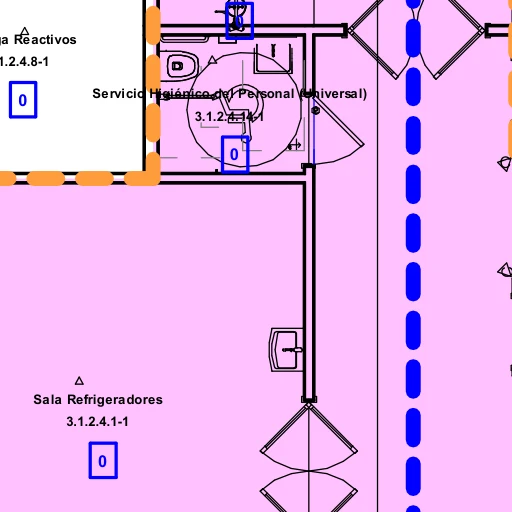 ga Reactivos
.1.2.4.8-1
0
0
Servicio Higiénico del Personal (Universal)
3.1.2.4.14-1
0
Sala Refrigeradores
3.1.2.4.1-1
0